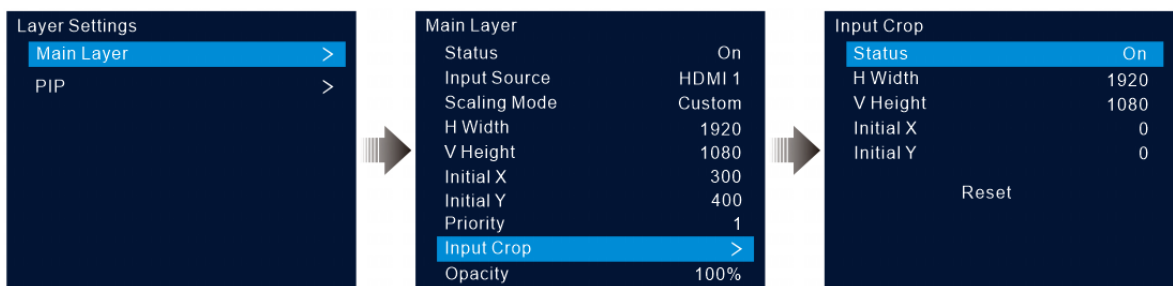 Layer Settings
Main Layer >
PIP >
Main Layer
Status On
Input Source HDMI 1
Scaling Mode Custom
H Width 1920
V Height 1080
Initial X 300
Initial Y 400
Priority 1
Input Crop >
Opacity 100%
Input Crop
Status On
H Width 1920
V Height 1080
Initial X 0
Initial Y 0
Reset